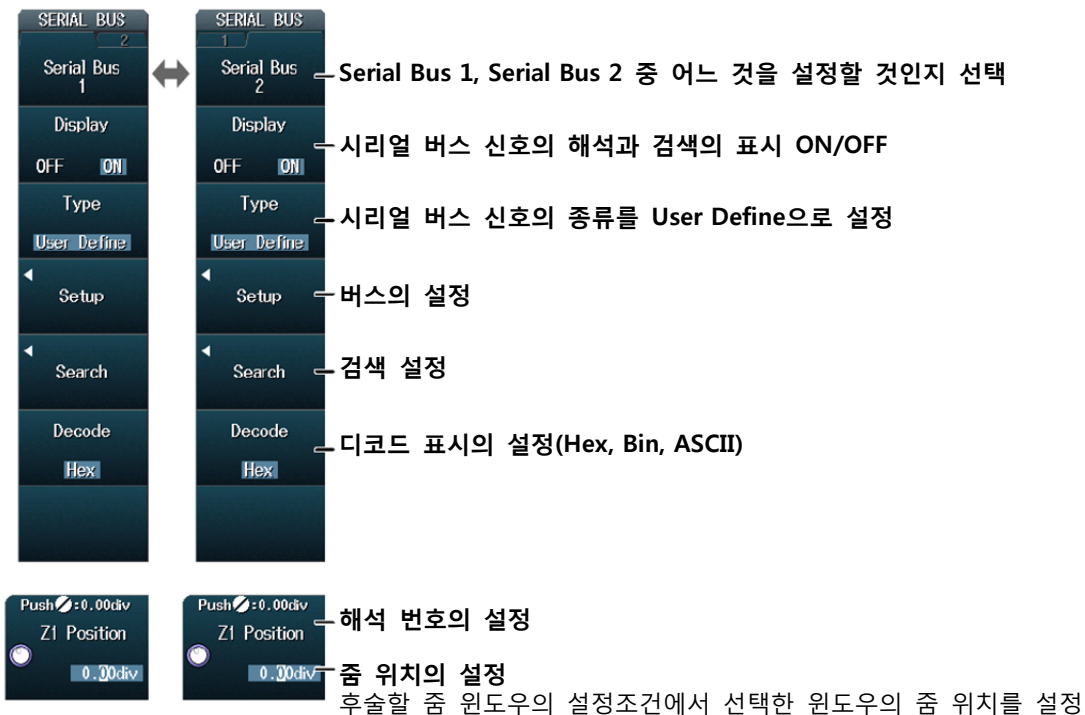 SERIAL BUS
2
Serial Bus
1
Display
OFF ON
Type
User Define
Setup
Search
Decode
Hex
SERIAL BUS
1
Serial Bus
2
Display
OFF ON
Type
User Define
Setup
Search
Decode
Hex
Serial Bus 1, Serial Bus 2 중 어느 것을 설정할 것인지 선택
시리얼 버스 신호의 해석과 검색의 표시 ON/OFF
시리얼 버스 신호의 종류를 User Define으로 설정
버스의 설정
검색 설정
디코드 표시의 설정(Hex, Bin, ASCII)
Push:0.00div
Z1 Position
0.00div
Push:0.00div
Z1 Position
0.00div
해석 번호의 설정
줌 위치의 설정
후술할 줌 윈도우의 설정조건에서 선택한 윈도우의 줌 위치를 설정